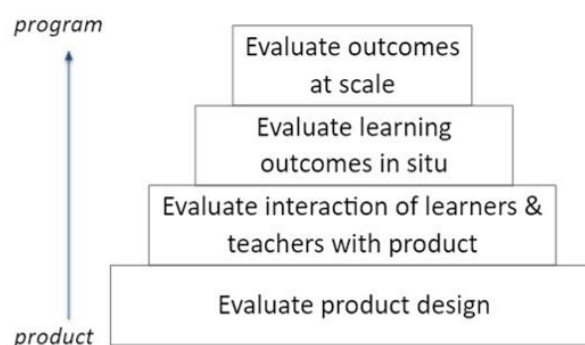 program
Evaluate outcomes
at scale
Evaluate learning
outcomes in situ
Evaluate interaction of learners &
teachers with product
Evaluate product design
product